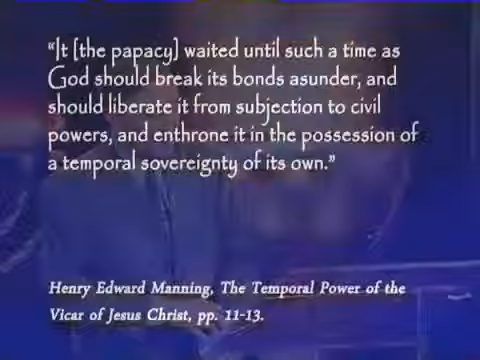 “It [the papacy] waited until such a time as
God should break its bonds asunder, and
should liberate it from subjection to civil
powers, and enthrone it in the possession of
a temporal sovereignty of its own.”
Henry Edward Manning, The Temporal Power of the
Vicar of Jesus Christ, pp. 11-13.